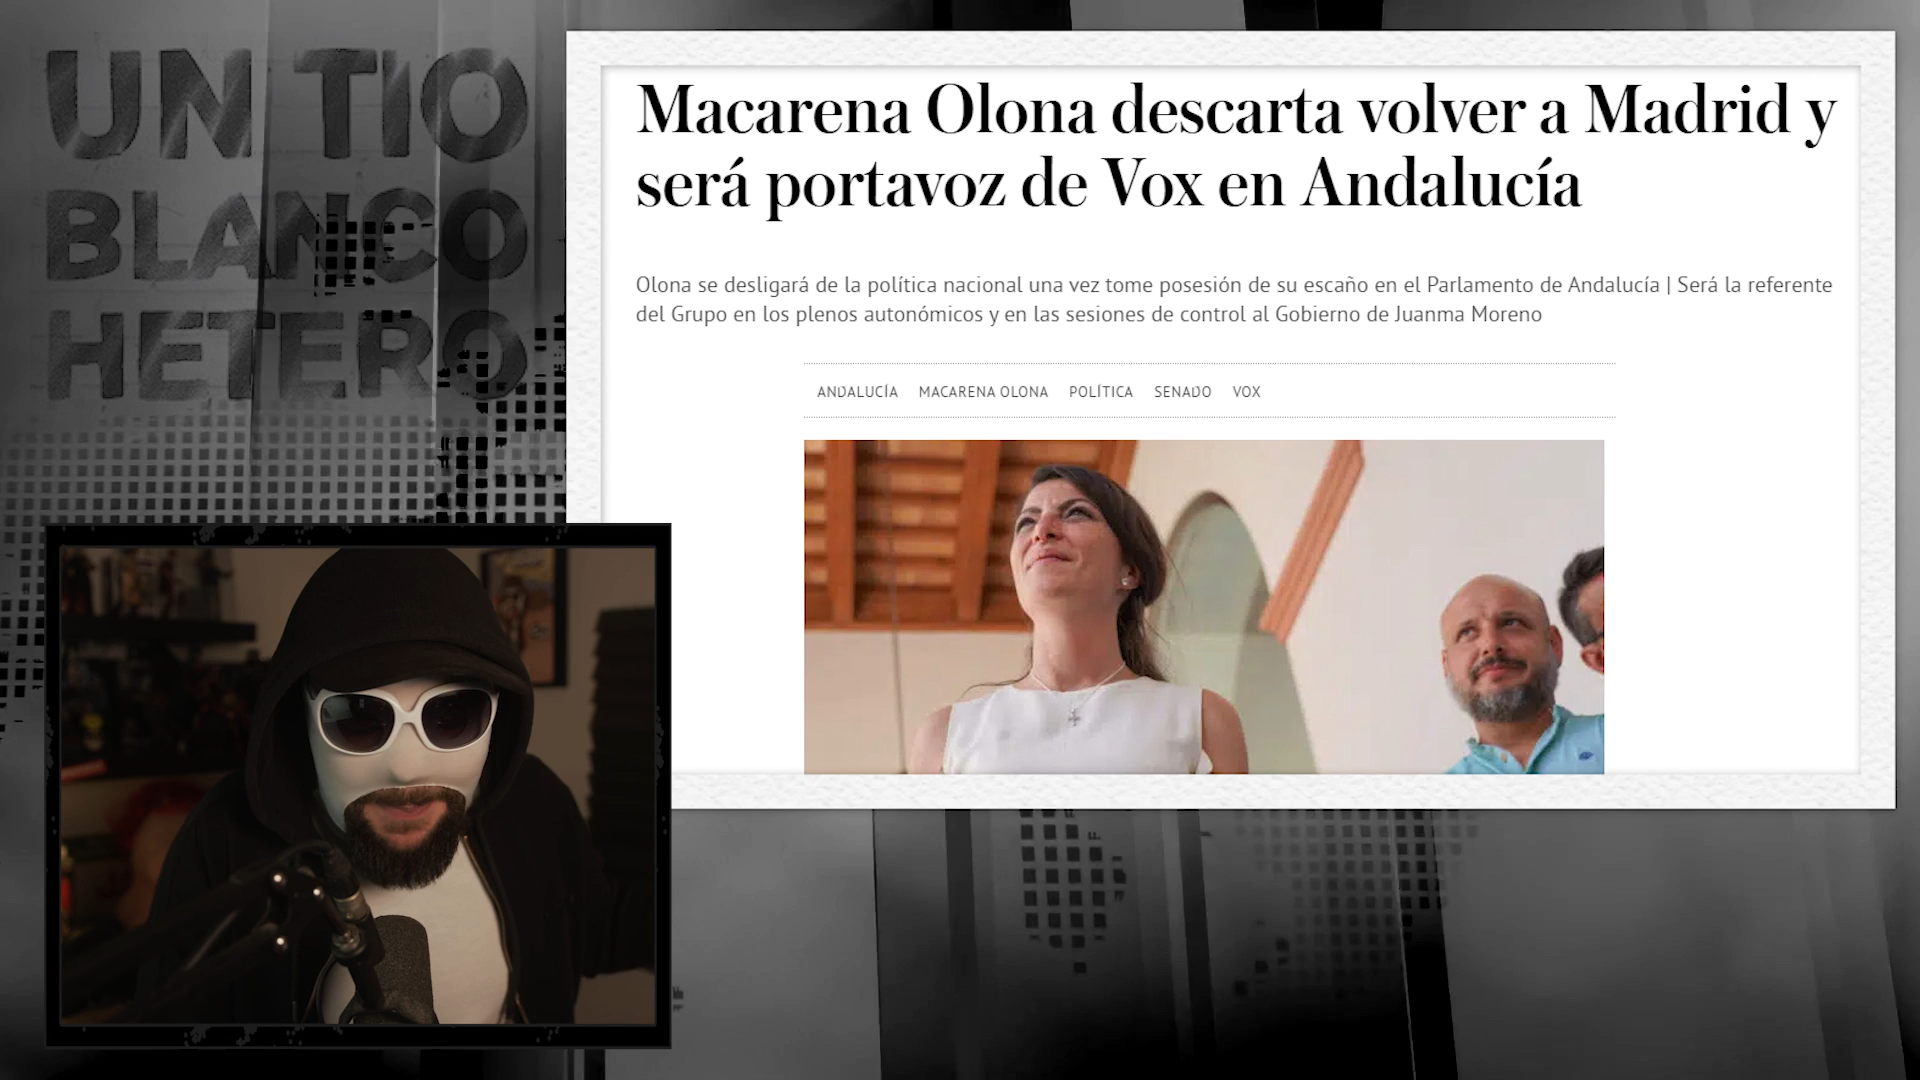 UN TIO
BLANCO
HETERO
Macarena Olona descarta volver a Madrid y
será portavoz de Vox en Andalucía
Olona se desligará de la política nacional una vez tome posesión de su escaño en el Parlamento de Andalucía | Será la referente
del Grupo en los plenos autonómicos y en las sesiones de control al Gobierno de Juanma Moreno
ANDALUCÍA MACARENA OLONA POLÍTICA SENADO VOX